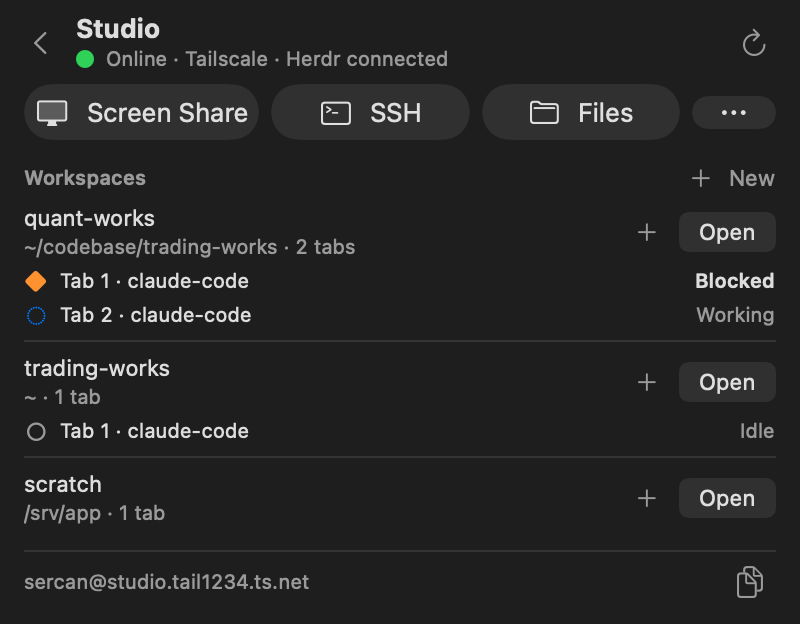 Studio
Online · Tailscale · Herdr connected
Screen Share
SSH
Files
Workspaces
New
quant-works
~/codebase/trading-works · 2 tabs
Open
Tab 1 · claude-code
Blocked
Tab 2 · claude-code
Working
trading-works
~ · 1 tab
Open
Tab 1 · claude-code
Idle
scratch
/srv/app · 1 tab
Open
sercan@studio.tail1234.ts.net